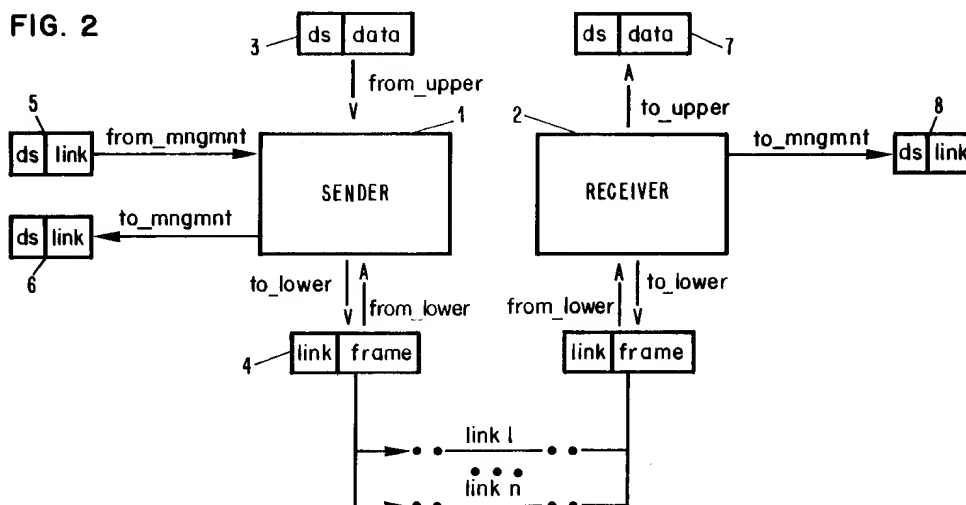 FIG. 2
3
ds data
ds data
7
from_upper
to_upper
5
ds link
from_mngmnt
1
SENDER
2
RECEIVER
to_mngmnt
8
ds link
ds link
6
to_mngmnt
to_lower
from_lower
from_lower
to_lower
4
link frame
link frame
link 1
link n